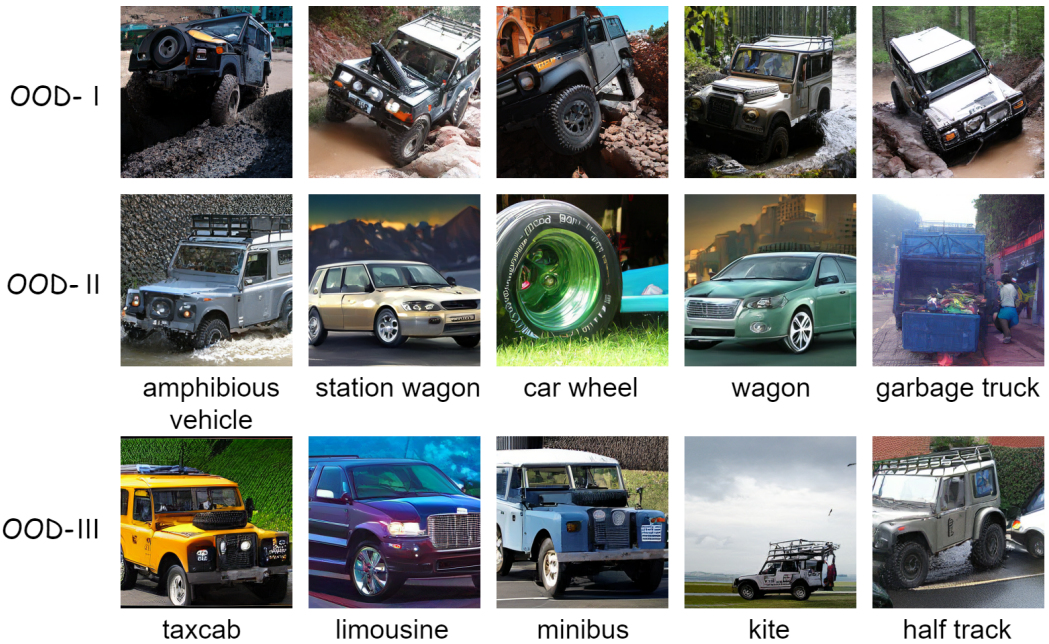 OOD- I
OOD- II
amphibious
vehicle
station wagon
car wheel
wagon
garbage truck
OOD-III
taxcab
limousine
minibus
kite
half track